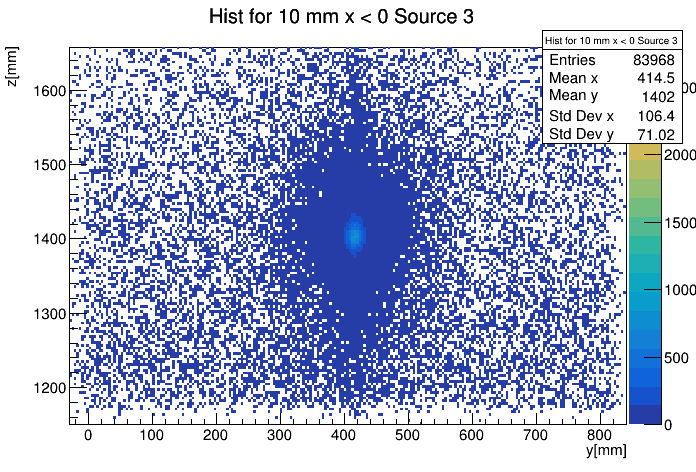 Hist for 10 mm x < 0 Source 3
Hist for 10 mm x < 0 Source 3
Entries 83968
Mean x 414.5
Mean y 1402
Std Dev x 106.4
Std Dev y 71.02
z[mm]
1600
1500
1400
1300
1200
0 100 200 300 400 500 600 700 800
y[mm]
2000
1500
1000
500
0